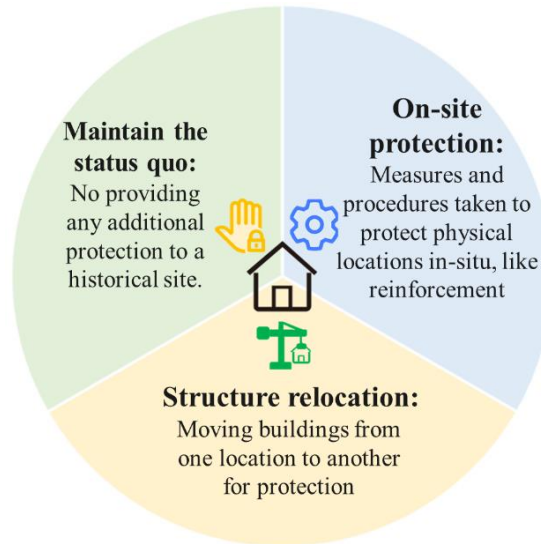 Maintain the
status quo:
No providing
any additional
protection to a
historical site.
On-site
protection:
Measures and
procedures taken to
protect physical
locations in-situ, like
reinforcement
Structure relocation:
Moving buildings from
one location to another
for protection